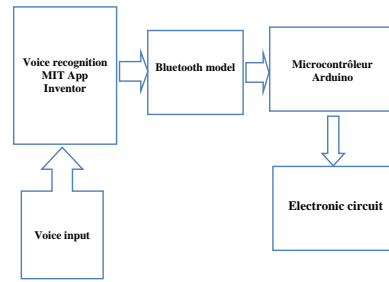 Voice recognition
MIT App
Inventor
Bluetooth model
Microcontrôleur
Arduino
Electronic circuit
Voice input